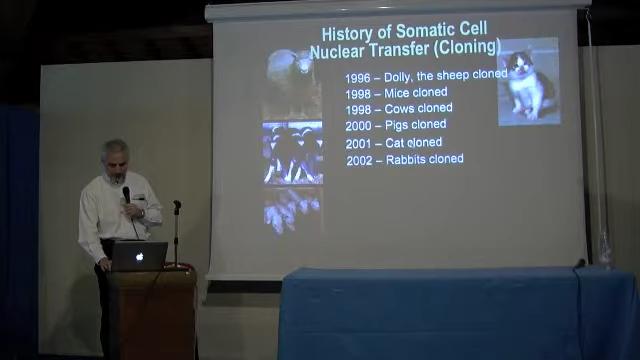 History of Somatic Cell
Nuclear Transfer (Cloning)
1996 – Dolly, the sheep cloned
1998 – Mice cloned
1998 – Cows cloned
2000 – Pigs cloned
2001 – Cat cloned
2002 – Rabbits cloned